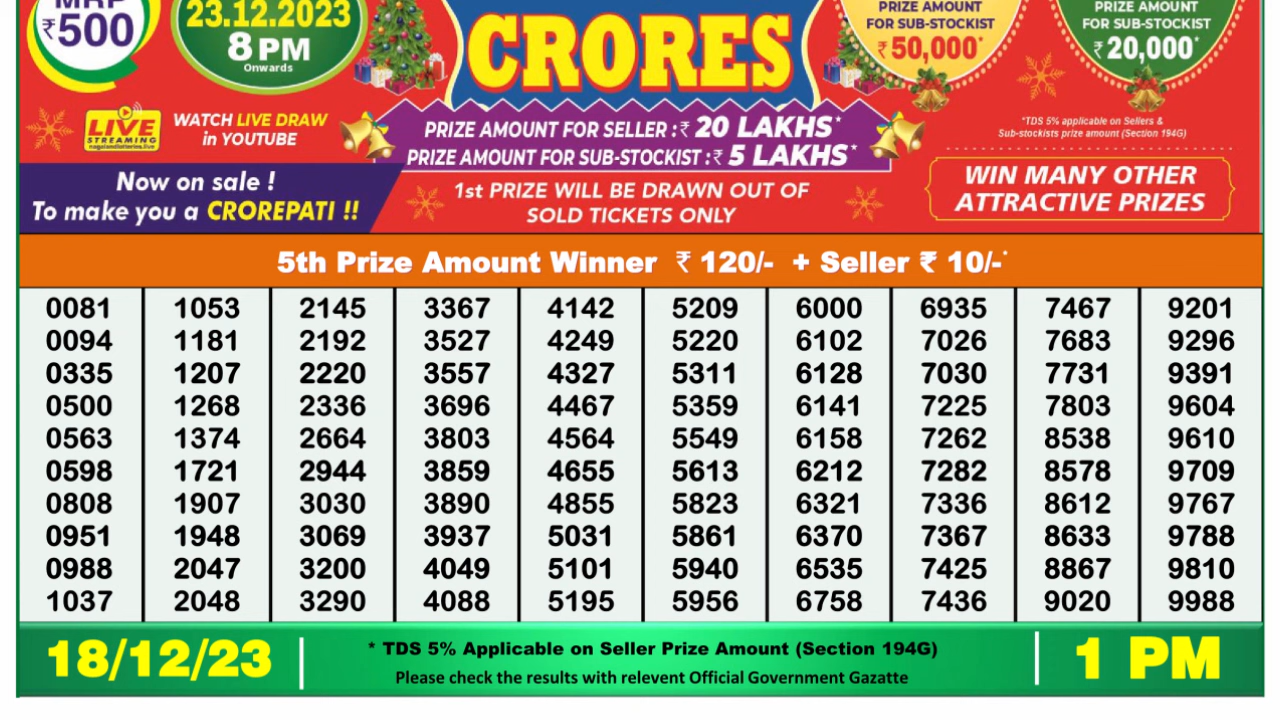 MRP
₹500
23.12.2023
8 PM
Onwards
CRORES
PRIZE AMOUNT
FOR SUB-STOCKIST
₹ 50,000*
PRIZE AMOUNT
FOR SUB-STOCKIST
₹ 20,000*
LIVE
STREAMING
nagalandlotteries.live
WATCH LIVE DRAW
in YOUTUBE
PRIZE AMOUNT FOR SELLER :₹ 20 LAKHS*
PRIZE AMOUNT FOR SUB-STOCKIST :₹ 5 LAKHS*
*TDS 5% applicable on Sellers &
Sub-stockists prize amount (Section 194G)
Now on sale !
To make you a CROREPATI !!
1st PRIZE WILL BE DRAWN OUT OF
SOLD TICKETS ONLY
WIN MANY OTHER
ATTRACTIVE PRIZES
5th Prize Amount Winner ₹ 120/- + Seller ₹ 10/-*
0081 1053 2145 3367 4142 5209 6000 6935 7467 9201
0094 1181 2192 3527 4249 5220 6102 7026 7683 9296
0335 1207 2220 3557 4327 5311 6128 7030 7731 9391
0500 1268 2336 3696 4467 5359 6141 7225 7803 9604
0563 1374 2664 3803 4564 5549 6158 7262 8538 9610
0598 1721 2944 3859 4655 5613 6212 7282 8578 9709
0808 1907 3030 3890 4855 5823 6321 7336 8612 9767
0951 1948 3069 3937 5031 5861 6370 7367 8633 9788
0988 2047 3200 4049 5101 5940 6535 7425 8867 9810
1037 2048 3290 4088 5195 5956 6758 7436 9020 9988
18/12/23
* TDS 5% Applicable on Seller Prize Amount (Section 194G)
Please check the results with relevent Official Government Gazatte
1 PM